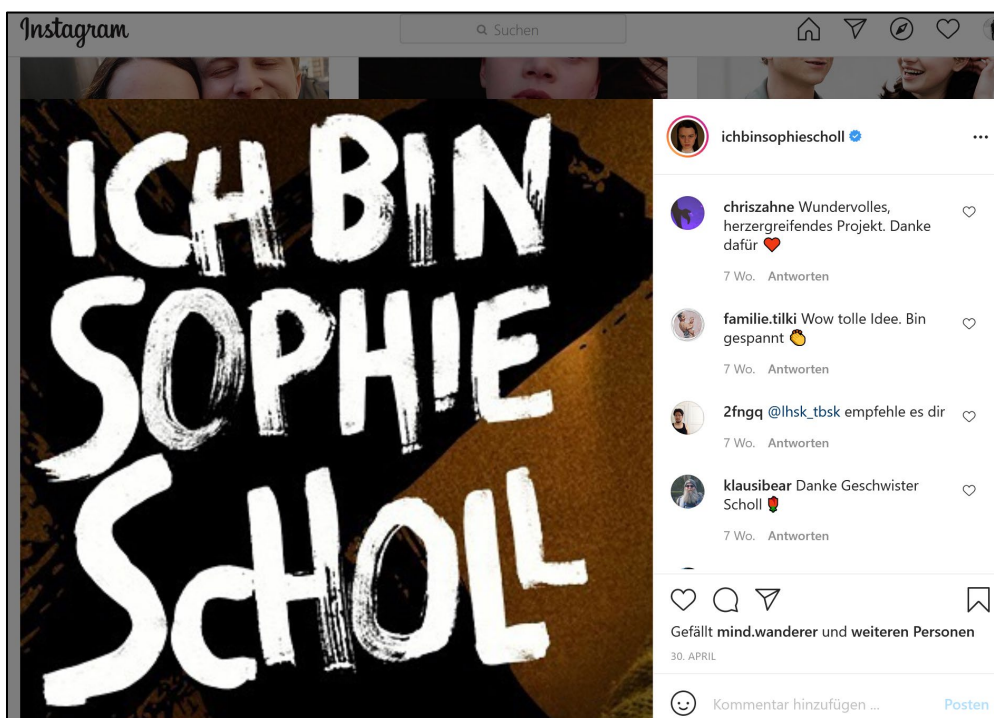 Instagram
Suchen
ICH BIN
SOPHIE
SCHOLL
ichbinsophiescholl
chriszahne Wundervolles,
herzergreifendes Projekt. Danke
dafür ❤️
7 Wo. Antworten
familie.tilki Wow tolle Idee. Bin
gespannt 👏
7 Wo. Antworten
2fngq @lhsk_tbsk empfehle es dir
7 Wo. Antworten
klausibear Danke Geschwister
Scholl 🌹
7 Wo. Antworten
Gefällt mind.wanderer und weiteren Personen
30. APRIL
Kommentar hinzufügen ... Posten